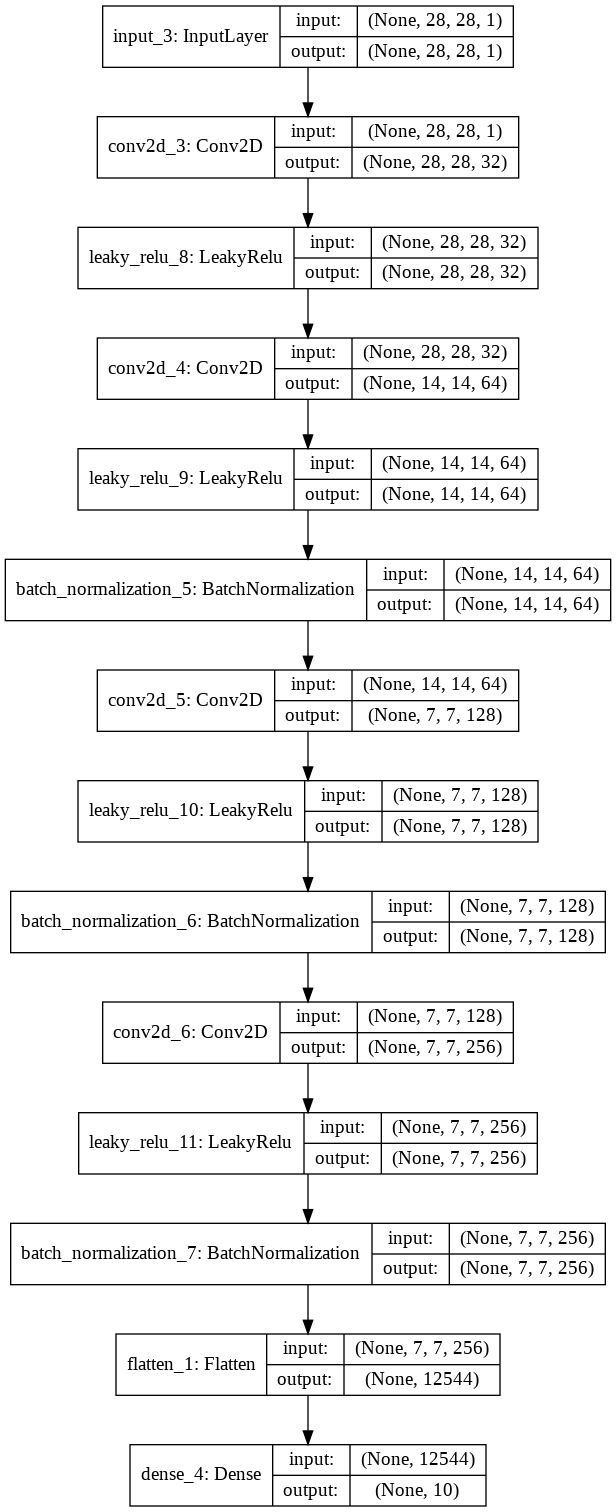 input_3: InputLayer
input: (None, 28, 28, 1)
output: (None, 28, 28, 1)
conv2d_3: Conv2D
input: (None, 28, 28, 1)
output: (None, 28, 28, 32)
leaky_relu_8: LeakyRelu
input: (None, 28, 28, 32)
output: (None, 28, 28, 32)
conv2d_4: Conv2D
input: (None, 28, 28, 32)
output: (None, 14, 14, 64)
leaky_relu_9: LeakyRelu
input: (None, 14, 14, 64)
output: (None, 14, 14, 64)
batch_normalization_5: BatchNormalization
input: (None, 14, 14, 64)
output: (None, 14, 14, 64)
conv2d_5: Conv2D
input: (None, 14, 14, 64)
output: (None, 7, 7, 128)
leaky_relu_10: LeakyRelu
input: (None, 7, 7, 128)
output: (None, 7, 7, 128)
batch_normalization_6: BatchNormalization
input: (None, 7, 7, 128)
output: (None, 7, 7, 128)
conv2d_6: Conv2D
input: (None, 7, 7, 128)
output: (None, 7, 7, 256)
leaky_relu_11: LeakyRelu
input: (None, 7, 7, 256)
output: (None, 7, 7, 256)
batch_normalization_7: BatchNormalization
input: (None, 7, 7, 256)
output: (None, 7, 7, 256)
flatten_1: Flatten
input: (None, 7, 7, 256)
output: (None, 12544)
dense_4: Dense
input: (None, 12544)
output: (None, 10)